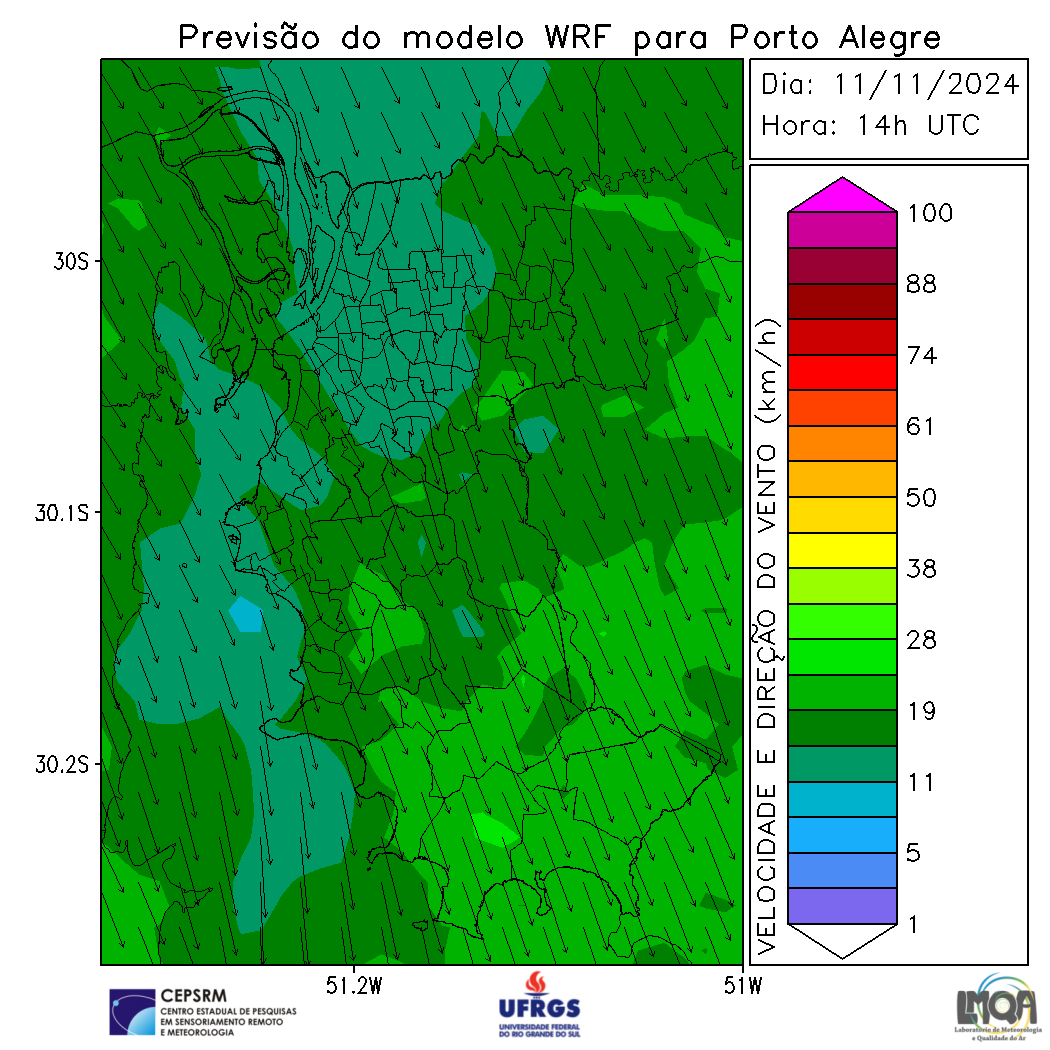 Previsão do modelo WRF para Porto Alegre
Dia: 11/11/2024
Hora: 14h UTC
30S
30.1S
30.2S
51.2W
51W
VELOCIDADE E DIREÇÃO DO VENTO (km/h)
100
88
74
61
50
38
28
19
11
5
1
CEPSRM
CENTRO ESTADUAL DE PESQUISAS
EM SENSORIAMENTO REMOTO
E METEOROLOGIA
UFRGS
UNIVERSIDADE FEDERAL
DO RIO GRANDE DO SUL
LMQA
Laboratório de Meteorologia
e Qualidade do Ar